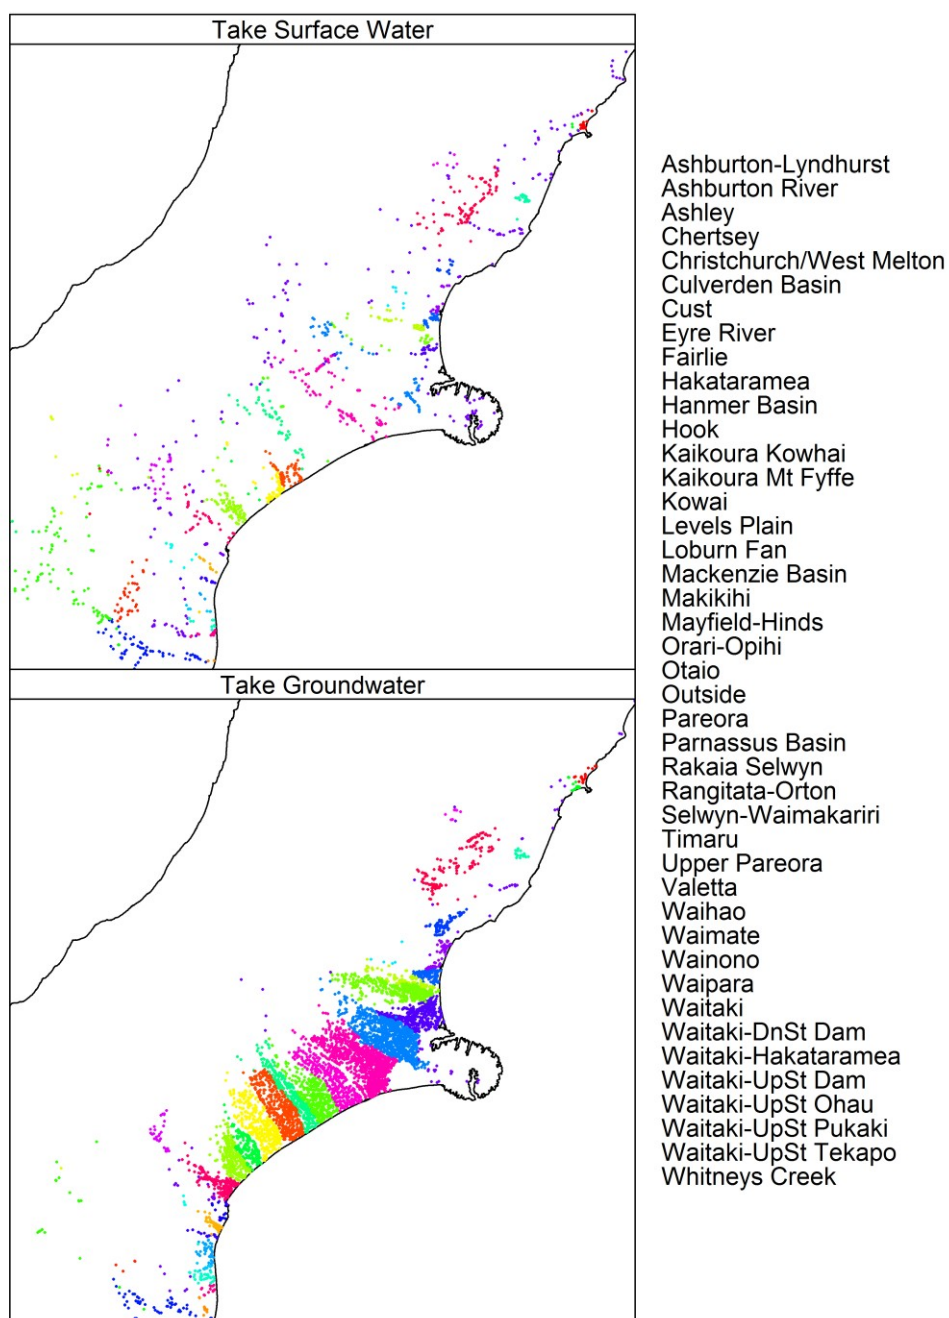 Take Surface Water
Take Groundwater
Ashburton-Lyndhurst
Ashburton River
Ashley
Chertsey
Christchurch/West Melton
Culverden Basin
Cust
Eyre River
Fairlie
Hakataramea
Hanmer Basin
Hook
Kaikoura Kowhai
Kaikoura Mt Fyffe
Kowai
Levels Plain
Loburn Fan
Mackenzie Basin
Makikihi
Mayfield-Hinds
Orari-Opihi
Otaio
Outside
Pareora
Parnassus Basin
Rakaia Selwyn
Rangitata-Orton
Selwyn-Waimakariri
Timaru
Upper Pareora
Valetta
Waihao
Waimate
Wainono
Waipara
Waitaki
Waitaki-DnSt Dam
Waitaki-Hakataramea
Waitaki-UpSt Dam
Waitaki-UpSt Ohau
Waitaki-UpSt Pukaki
Waitaki-UpSt Tekapo
Whitneys Creek